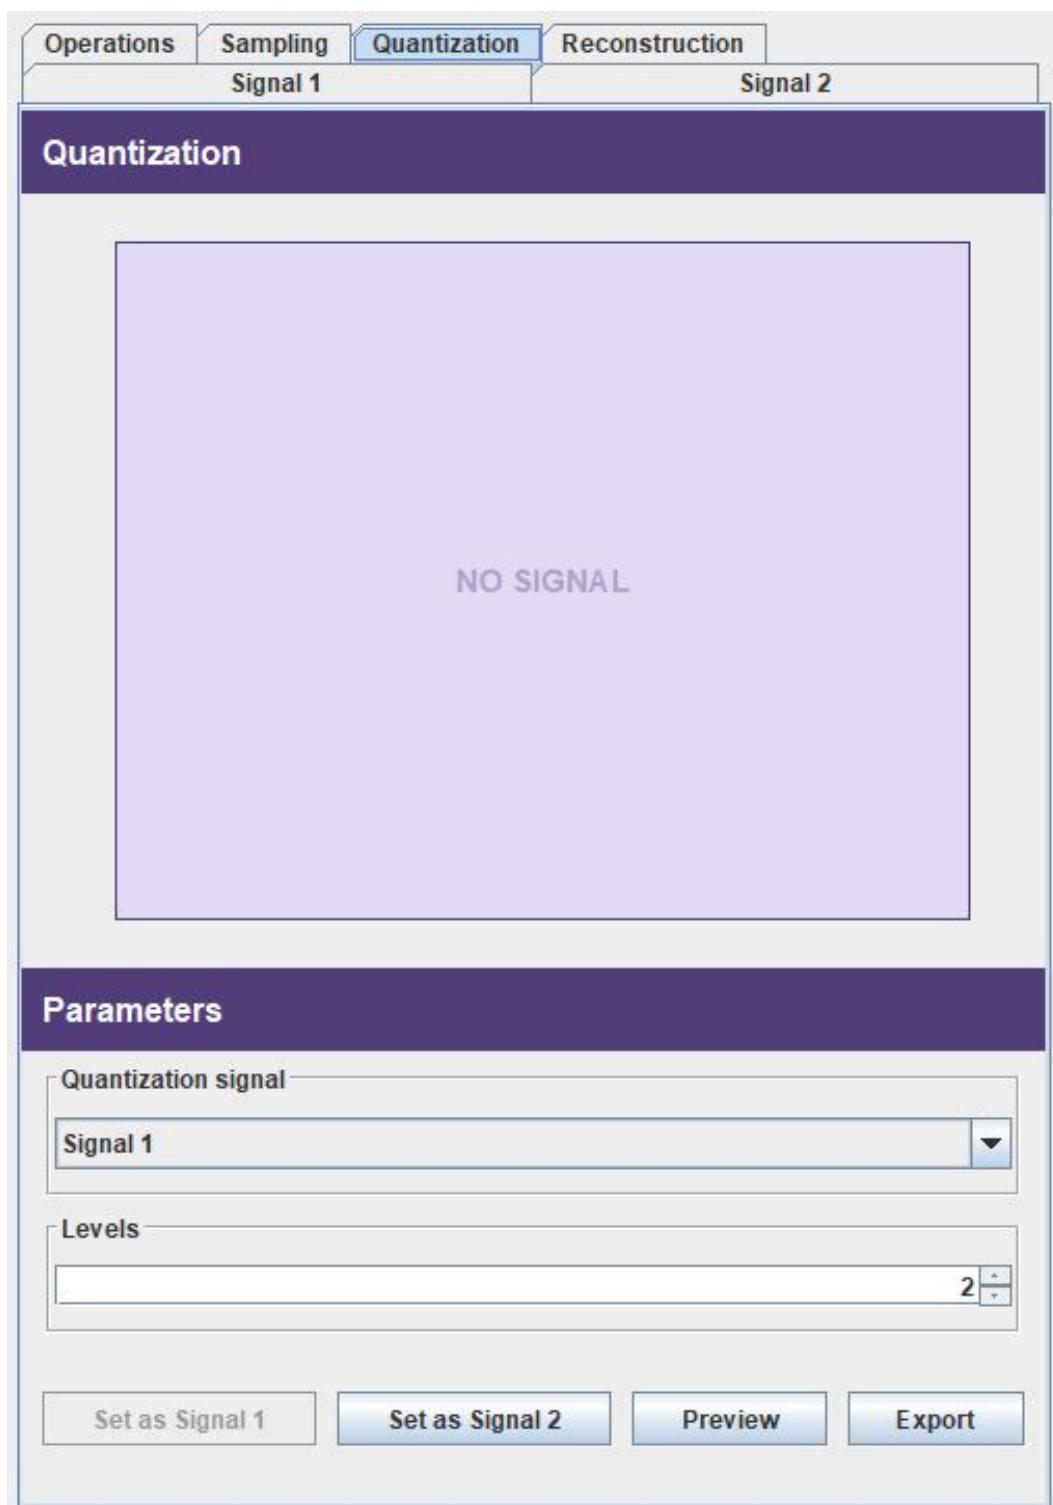 Operations Sampling Quantization Reconstruction
Signal 1 Signal 2
Quantization
NO SIGNAL
Parameters
Quantization signal
Signal 1
Levels
2
Set as Signal 1 Set as Signal 2 Preview Export